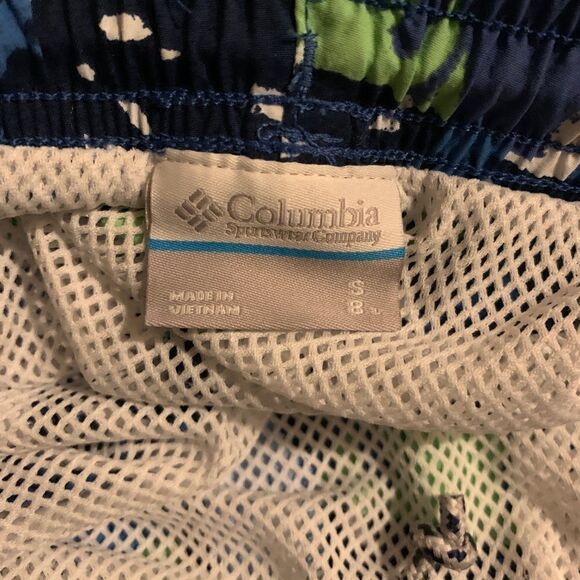 Columbia
Sportswear Company
MADE IN
VIETNAM
S
8